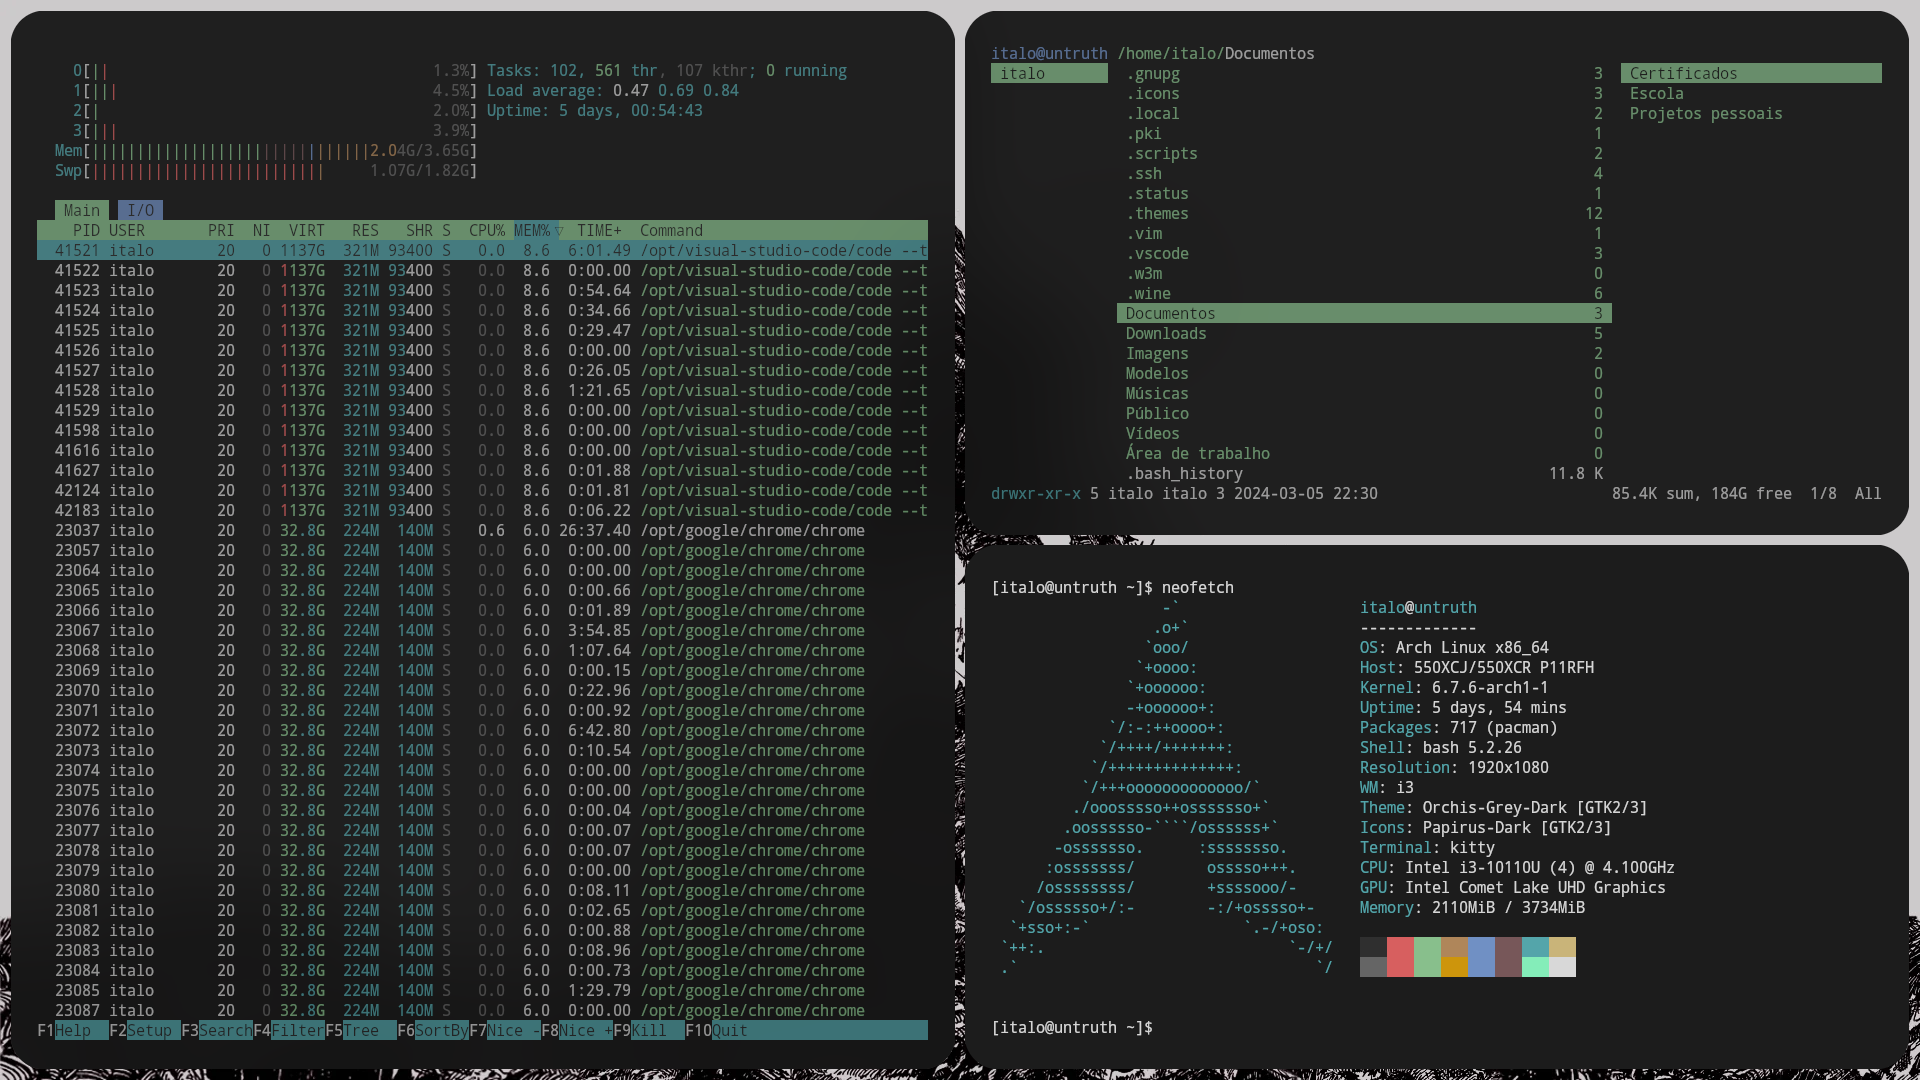 0[|| 1.3%] Tasks: 102, 561 thr, 107 kthr; 0 running
1[||| 4.5%] Load average: 0.47 0.69 0.84
2[| 2.0%] Uptime: 5 days, 00:54:43
3[||| 3.9%]
Mem[|||||||||||||||||||||||||||||||2.04G/3.65G]
Swp[|||||||||||||||||||||||||| 1.07G/1.82G]
Main I/O
PID USER PRI NI VIRT RES SHR S CPU% MEM%▽ TIME+ Command
41521 italo 20 0 1137G 321M 93400 S 0.0 8.6 6:01.49 /opt/visual-studio-code/code --t
41522 italo 20 0 1137G 321M 93400 S 0.0 8.6 0:00.00 /opt/visual-studio-code/code --t
41523 italo 20 0 1137G 321M 93400 S 0.0 8.6 0:54.64 /opt/visual-studio-code/code --t
41524 italo 20 0 1137G 321M 93400 S 0.0 8.6 0:34.66 /opt/visual-studio-code/code --t
41525 italo 20 0 1137G 321M 93400 S 0.0 8.6 0:29.47 /opt/visual-studio-code/code --t
41526 italo 20 0 1137G 321M 93400 S 0.0 8.6 0:00.00 /opt/visual-studio-code/code --t
41527 italo 20 0 1137G 321M 93400 S 0.0 8.6 0:26.05 /opt/visual-studio-code/code --t
41528 italo 20 0 1137G 321M 93400 S 0.0 8.6 1:21.65 /opt/visual-studio-code/code --t
41529 italo 20 0 1137G 321M 93400 S 0.0 8.6 0:00.00 /opt/visual-studio-code/code --t
41598 italo 20 0 1137G 321M 93400 S 0.0 8.6 0:00.00 /opt/visual-studio-code/code --t
41616 italo 20 0 1137G 321M 93400 S 0.0 8.6 0:00.00 /opt/visual-studio-code/code --t
41627 italo 20 0 1137G 321M 93400 S 0.0 8.6 0:01.88 /opt/visual-studio-code/code --t
42124 italo 20 0 1137G 321M 93400 S 0.0 8.6 0:01.81 /opt/visual-studio-code/code --t
42183 italo 20 0 1137G 321M 93400 S 0.0 8.6 0:06.22 /opt/visual-studio-code/code --t
23037 italo 20 0 32.8G 224M 140M S 0.6 6.0 26:37.40 /opt/google/chrome/chrome
23057 italo 20 0 32.8G 224M 140M S 0.0 6.0 0:00.00 /opt/google/chrome/chrome
23064 italo 20 0 32.8G 224M 140M S 0.0 6.0 0:00.00 /opt/google/chrome/chrome
23065 italo 20 0 32.8G 224M 140M S 0.0 6.0 0:00.66 /opt/google/chrome/chrome
23066 italo 20 0 32.8G 224M 140M S 0.0 6.0 0:01.89 /opt/google/chrome/chrome
23067 italo 20 0 32.8G 224M 140M S 0.0 6.0 3:54.85 /opt/google/chrome/chrome
23068 italo 20 0 32.8G 224M 140M S 0.0 6.0 1:07.64 /opt/google/chrome/chrome
23069 italo 20 0 32.8G 224M 140M S 0.0 6.0 0:00.15 /opt/google/chrome/chrome
23070 italo 20 0 32.8G 224M 140M S 0.0 6.0 0:22.96 /opt/google/chrome/chrome
23071 italo 20 0 32.8G 224M 140M S 0.0 6.0 0:00.92 /opt/google/chrome/chrome
23072 italo 20 0 32.8G 224M 140M S 0.0 6.0 6:42.80 /opt/google/chrome/chrome
23073 italo 20 0 32.8G 224M 140M S 0.0 6.0 0:10.54 /opt/google/chrome/chrome
23074 italo 20 0 32.8G 224M 140M S 0.0 6.0 0:00.00 /opt/google/chrome/chrome
23075 italo 20 0 32.8G 224M 140M S 0.0 6.0 0:00.00 /opt/google/chrome/chrome
23076 italo 20 0 32.8G 224M 140M S 0.0 6.0 0:00.04 /opt/google/chrome/chrome
23077 italo 20 0 32.8G 224M 140M S 0.0 6.0 0:00.07 /opt/google/chrome/chrome
23078 italo 20 0 32.8G 224M 140M S 0.0 6.0 0:00.07 /opt/google/chrome/chrome
23079 italo 20 0 32.8G 224M 140M S 0.0 6.0 0:00.00 /opt/google/chrome/chrome
23080 italo 20 0 32.8G 224M 140M S 0.0 6.0 0:08.11 /opt/google/chrome/chrome
23081 italo 20 0 32.8G 224M 140M S 0.0 6.0 0:02.65 /opt/google/chrome/chrome
23082 italo 20 0 32.8G 224M 140M S 0.0 6.0 0:00.88 /opt/google/chrome/chrome
23083 italo 20 0 32.8G 224M 140M S 0.0 6.0 0:08.96 /opt/google/chrome/chrome
23084 italo 20 0 32.8G 224M 140M S 0.0 6.0 0:00.73 /opt/google/chrome/chrome
23085 italo 20 0 32.8G 224M 140M S 0.0 6.0 1:29.79 /opt/google/chrome/chrome
23087 italo 20 0 32.8G 224M 140M S 0.0 6.0 0:00.00 /opt/google/chrome/chrome
F1Help F2Setup F3SearchF4FilterF5Tree F6SortByF7Nice -F8Nice +F9Kill F10Quit
italo@untruth /home/italo/Documentos
italo .gnupg 3 Certificados
.icons 3 Escola
.local 2 Projetos pessoais
.pki 1
.scripts 2
.ssh 4
.status 1
.themes 12
.vim 1
.vscode 3
.w3m 0
.wine 6
Documentos 3
Downloads 5
Imagens 2
Modelos 0
Músicas 0
Público 0
Vídeos 0
Área de trabalho 0
.bash_history 11.8 K
drwxr-xr-x 5 italo italo 3 2024-03-05 22:30 85.4K sum, 184G free 1/8 All
[italo@untruth ~]$ neofetch
-` italo@untruth
.o+` -------------
`ooo/ OS: Arch Linux x86_64
`+oooo: Host: 550XCJ/550XCR P11RFH
`+oooooo: Kernel: 6.7.6-arch1-1
-+oooooo+: Uptime: 5 days, 54 mins
`/:-:++oooo+: Packages: 717 (pacman)
`/++++/+++++++: Shell: bash 5.2.26
`/++++++++++++++: Resolution: 1920x1080
`/+++ooooooooooooo/` WM: i3
./ooosssso++osssssso+` Theme: Orchis-Grey-Dark [GTK2/3]
.oossssso-````/ossssss+` Icons: Papirus-Dark [GTK2/3]
-osssssso. :ssssssso. Terminal: kitty
:osssssss/ osssso+++. CPU: Intel i3-10110U (4) @ 4.100GHz
/ossssssss/ +ssssooo/- GPU: Intel Comet Lake UHD Graphics
`/ossssso+/:- -:/+osssso+- Memory: 2110MiB / 3734MiB
`+sso+:-` `.-/+oso:
`++:. `-/+/
.` `/
[italo@untruth ~]$